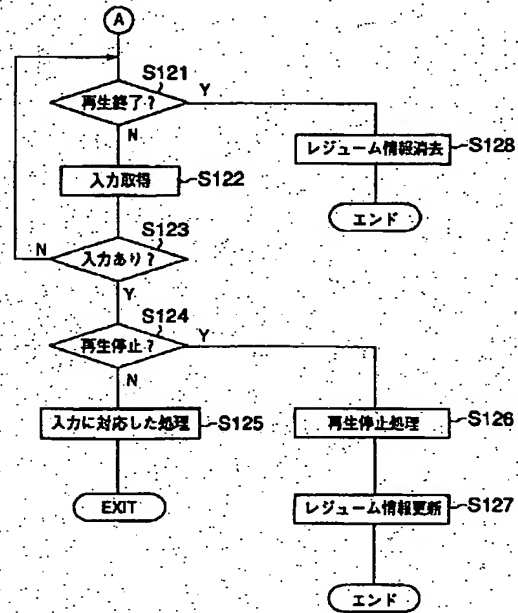 A
S121
再生終了?
Y
N
レジューム情報消去
S128
入力取得
S122
エンド
S123
N
入力あり?
Y
S124
再生停止?
Y
N
入力に対応した処理
S125
再生停止処理
S126
EXIT
レジューム情報更新
S127
エンド